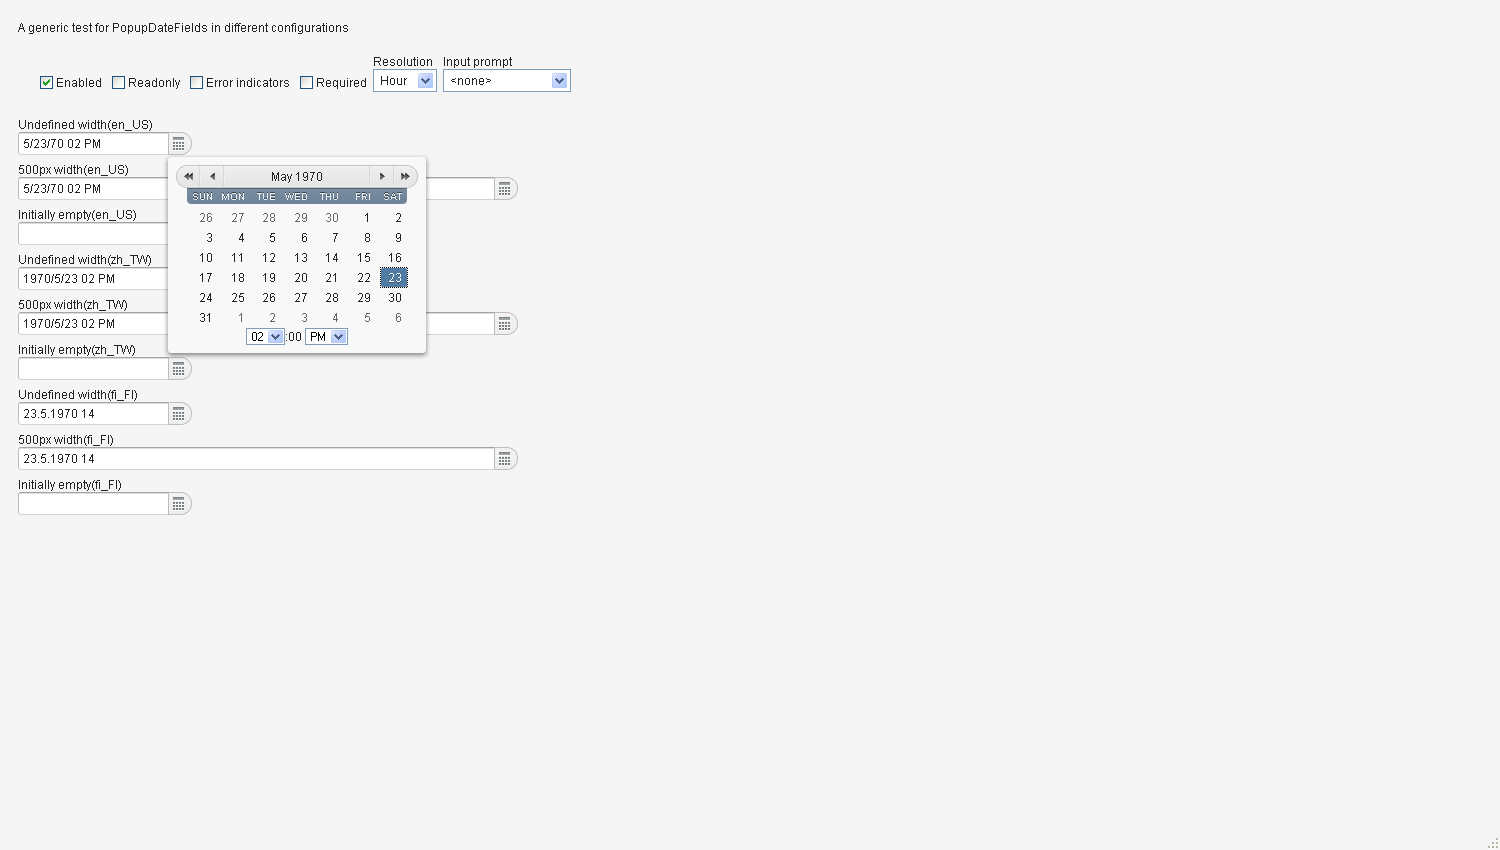 A generic test for PopupDateFields in different configurations
Resolution Input prompt
Enabled Readonly Error indicators Required Hour <none>
Undefined width(en_US)
5/23/70 02 PM
500px width(en_US)
5/23/70 02 PM
Initially empty(en_US)
Undefined width(zh_TW)
1970/5/23 02 PM
500px width(zh_TW)
1970/5/23 02 PM
Initially empty(zh_TW)
Undefined width(fi_FI)
23.5.1970 14
500px width(fi_FI)
23.5.1970 14
Initially empty(fi_FI)
May 1970
SUN MON TUE WED THU FRI SAT
26 27 28 29 30 1 2
3 4 5 6 7 8 9
10 11 12 13 14 15 16
17 18 19 20 21 22 23
24 25 26 27 28 29 30
31 1 2 3 4 5 6
02 :00 PM